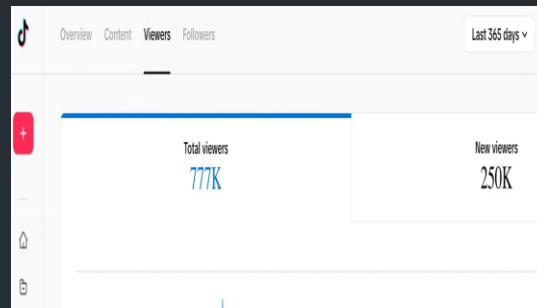 Overview Content Viewers Followers
Last 365 days
Total viewers
777K
New viewers
250K